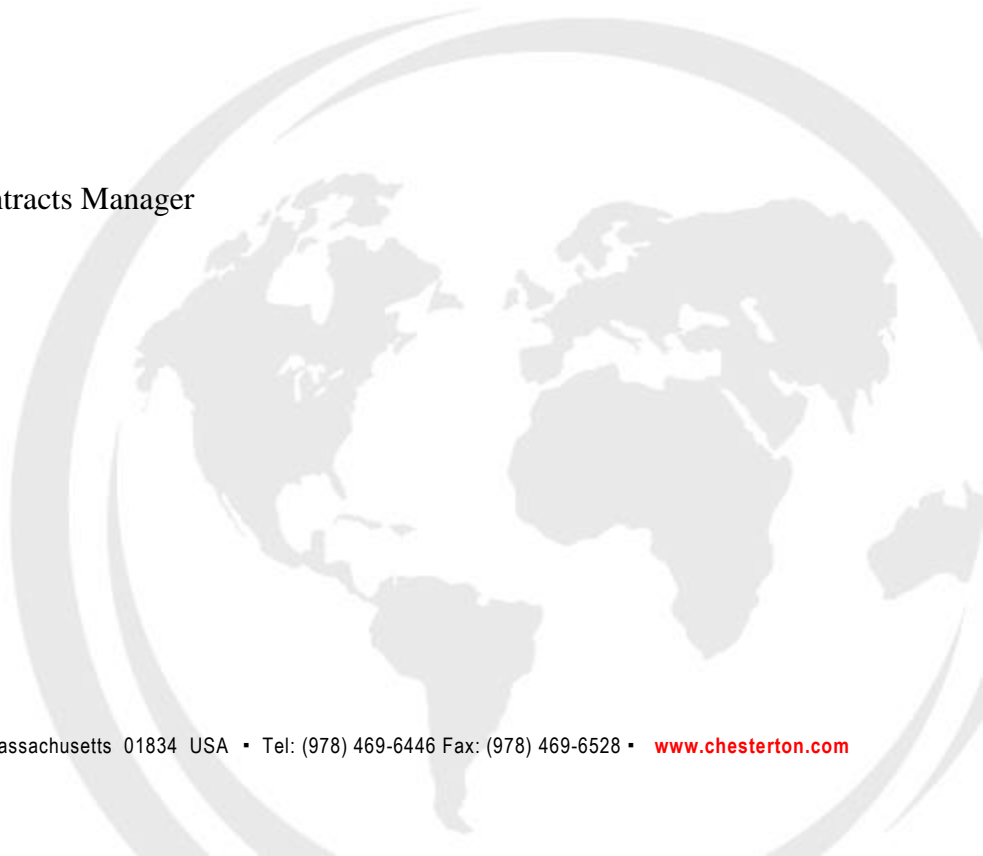 ntracts Manager
assachusetts 01834 USA ▪ Tel: (978) 469-6446 Fax: (978) 469-6528 ▪ www.chesterton.com